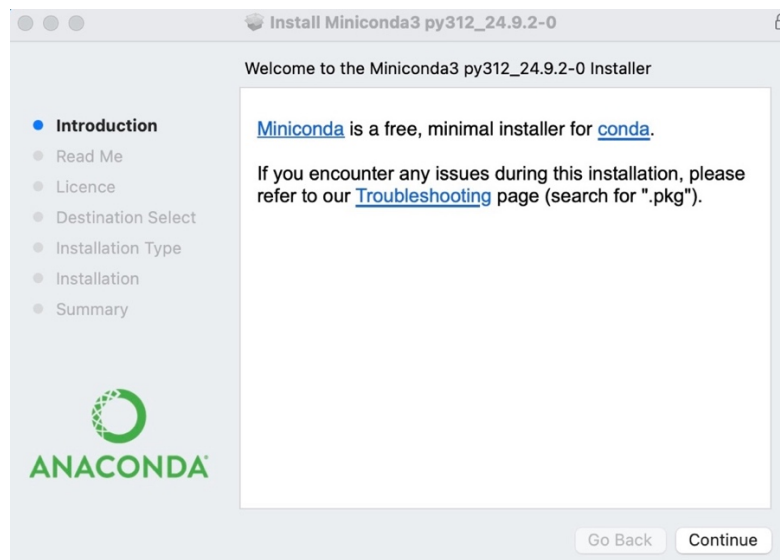 Install Miniconda3 py312_24.9.2-0
Welcome to the Miniconda3 py312_24.9.2-0 Installer
Introduction
Read Me
Licence
Destination Select
Installation Type
Installation
Summary
ANACONDA
Miniconda is a free, minimal installer for conda.
If you encounter any issues during this installation, please
refer to our Troubleshooting page (search for ".pkg").
Go Back
Continue